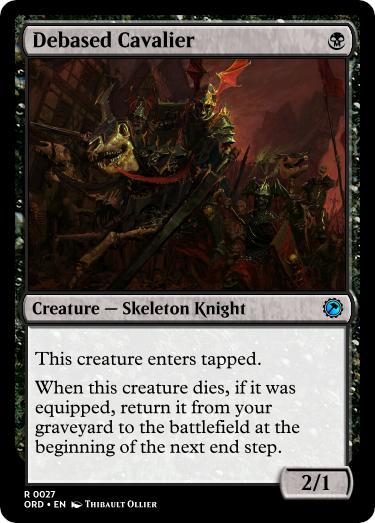 Debased Cavalier
Creature — Skeleton Knight
This creature enters tapped.
When this creature dies, if it was
equipped, return it from your
graveyard to the battlefield at the
beginning of the next end step.
2/1
R 0027
ORD • EN Thibault Ollier